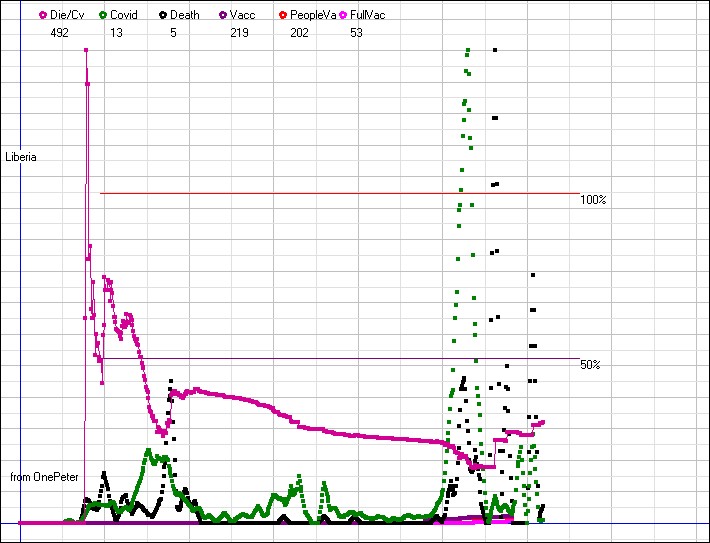 Die/Cv Covid Death Vacc PeopleVa FullVac
492 13 5 219 202 53
Liberia
100%
50%
from OnePeter